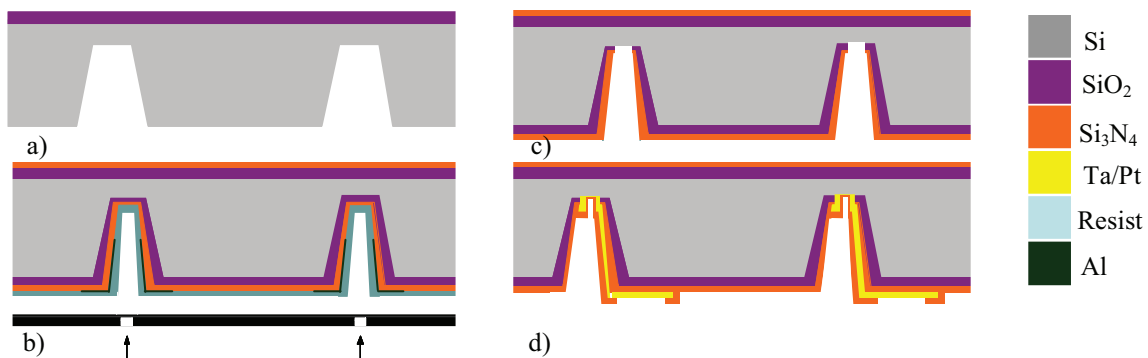 a)
b)
c)
d)
Si
SiO₂
Si₃N₄
Ta/Pt
Resist
Al